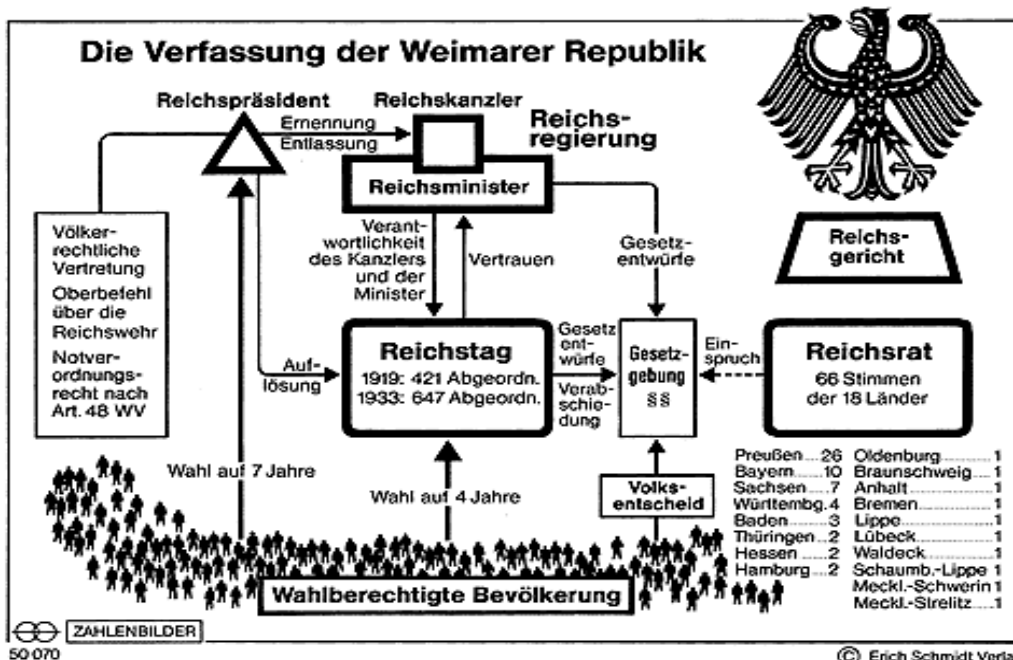 Die Verfassung der Weimarer Republik
Reichspräsident
Reichskanzler
Ernennung
Entlassung
Reichs-
regierung
Reichsminister
Völker-
rechtliche
Vertretung
Oberbefehl
über die
Reichswehr
Notver-
ordnungs-
recht nach
Art. 48 WV
Verant-
wortlichkeit
des Kanzlers
und der
Minister
Vertrauen
Gesetz-
entwürfe
Reichs-
gericht
Auf-
lösung
Reichstag
1919: 421 Abgeordn.
1933: 647 Abgeordn.
Gesetz
entwürfe
Verab-
schiedung
Gesetz-
gebung
§§
Ein-
spruch
Reichsrat
66 Stimmen
der 18 Länder
Wahl auf 7 Jahre
Wahl auf 4 Jahre
Volks-
entscheid
Preußen....26
Bayern.....10
Sachsen.....7
Württembg.4
Baden.......3
Thüringen..2
Hessen......2
Hamburg...2
Oldenburg........1
Braunschweig..1
Anhalt.............1
Bremen...........1
Lippe..............1
Lübeck............1
Waldeck..........1
Schaumb.-Lippe 1
Meckl.-Schwerin 1
Meckl.-Strelitz....1
Wahlberechtigte Bevölkerung
ZAHLENBILDER
50 070
© Erich Schmidt Verla